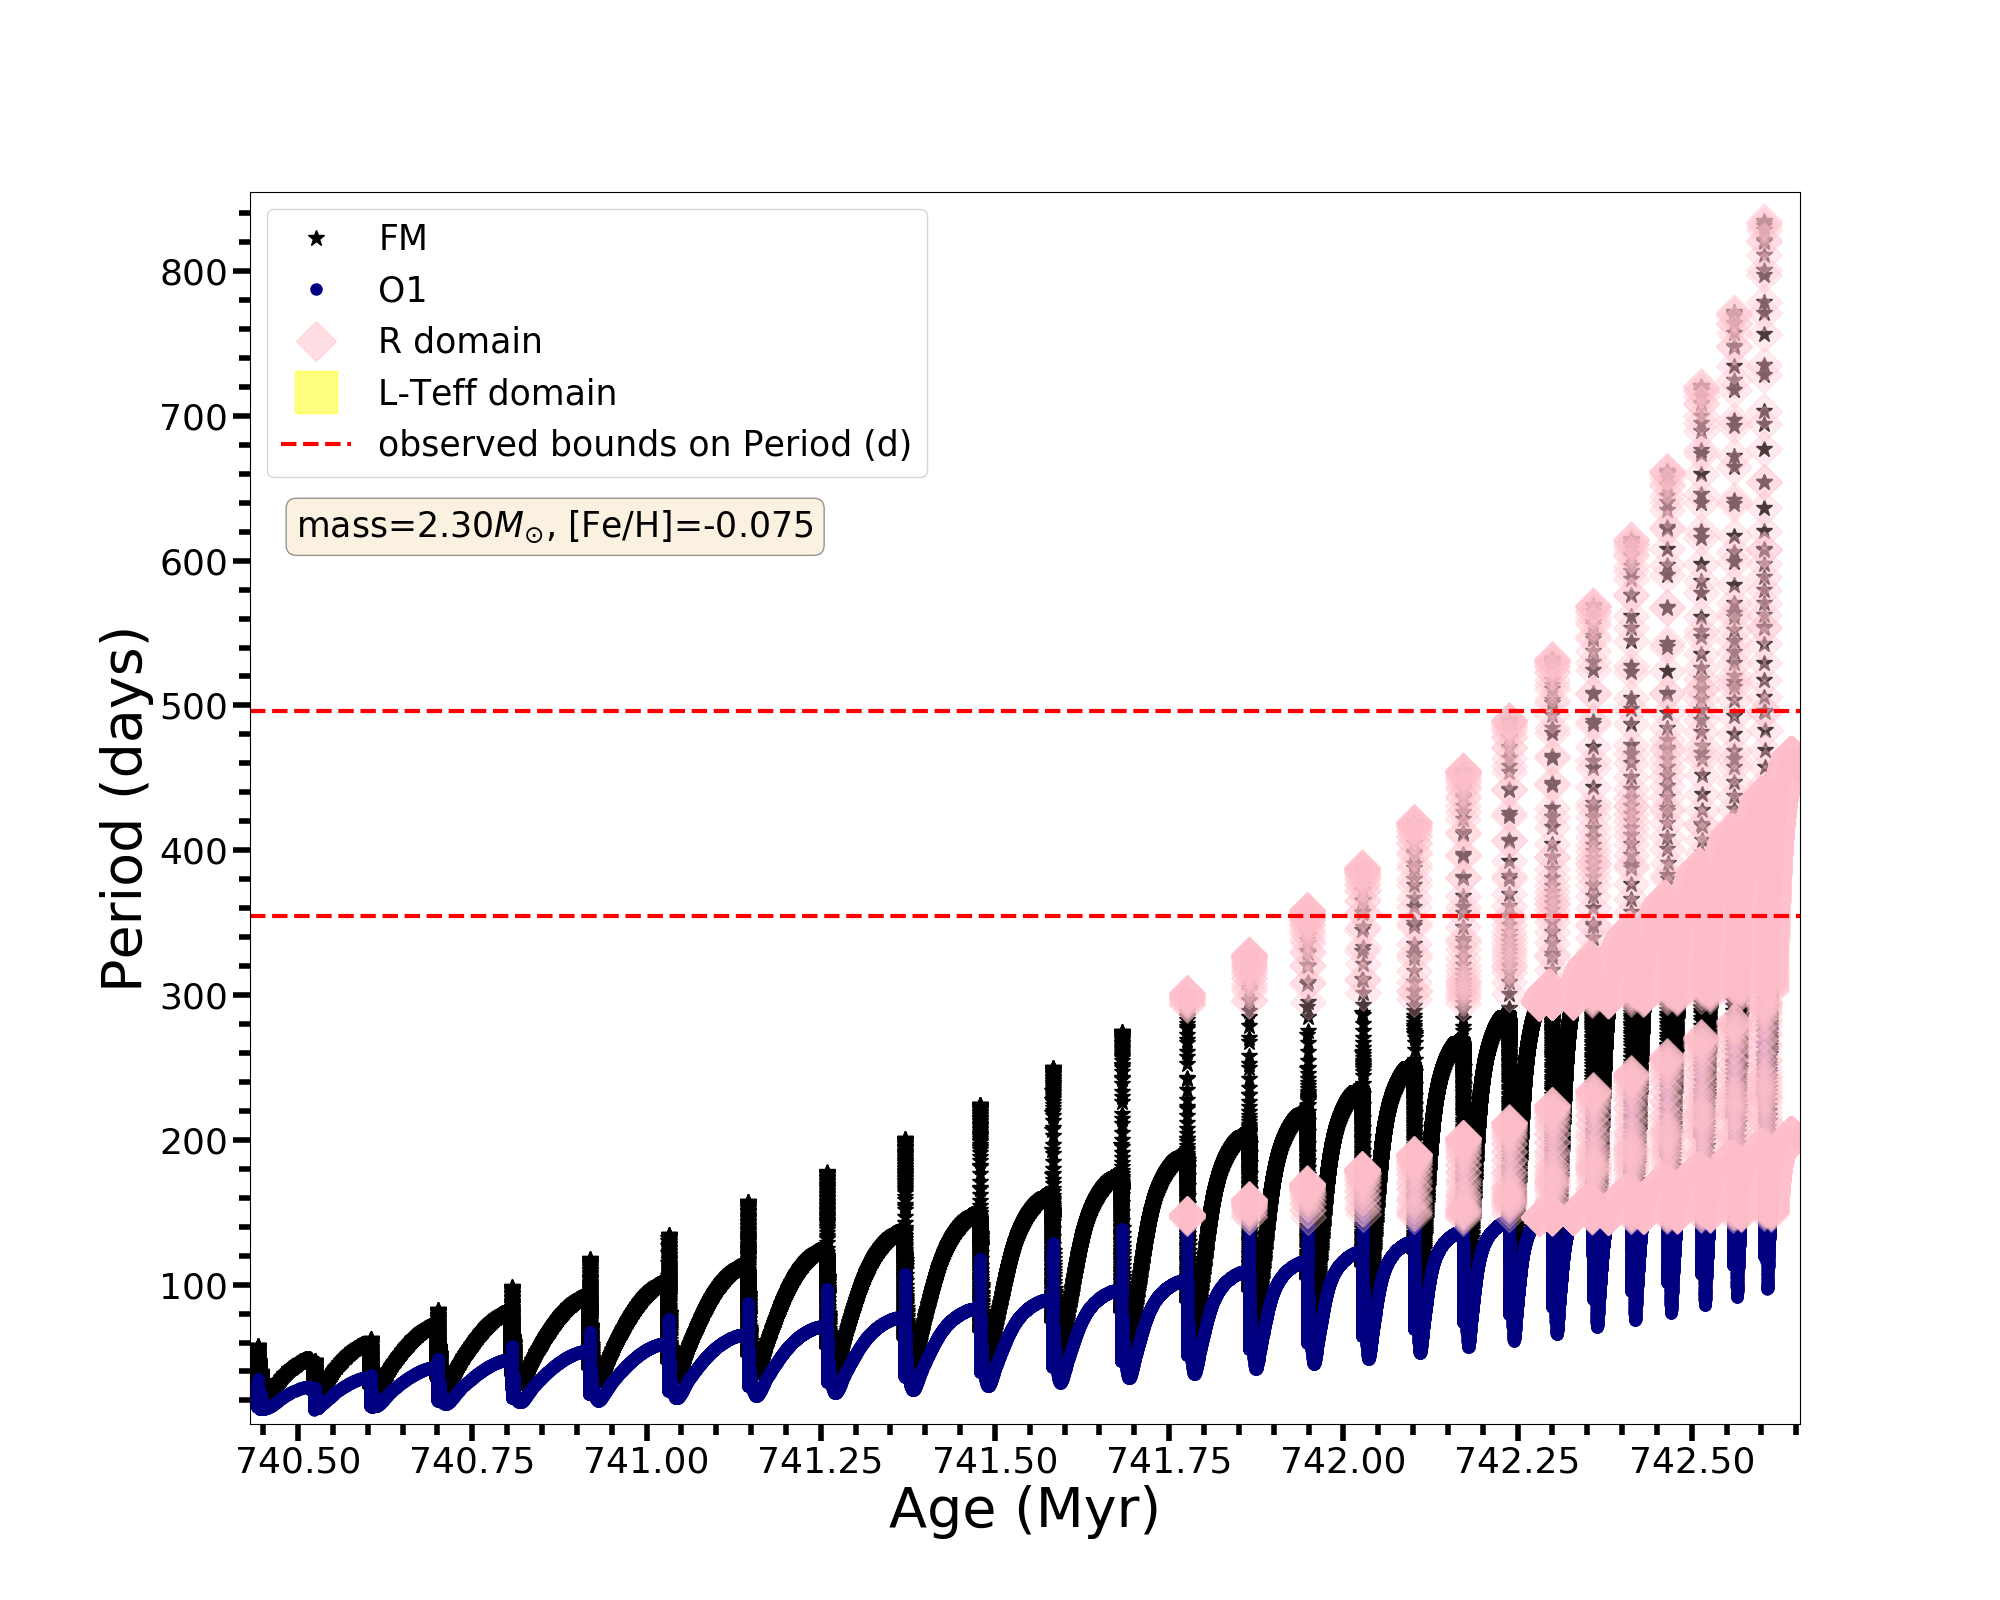 FM
O1
R domain
L-Teff domain
observed bounds on Period (d)
mass=2.30M⊙, [Fe/H]=-0.075
800
700
600
500
400
300
200
100
Period (days)
740.50 740.75 741.00 741.25 741.50 741.75 742.00 742.25 742.50
Age (Myr)